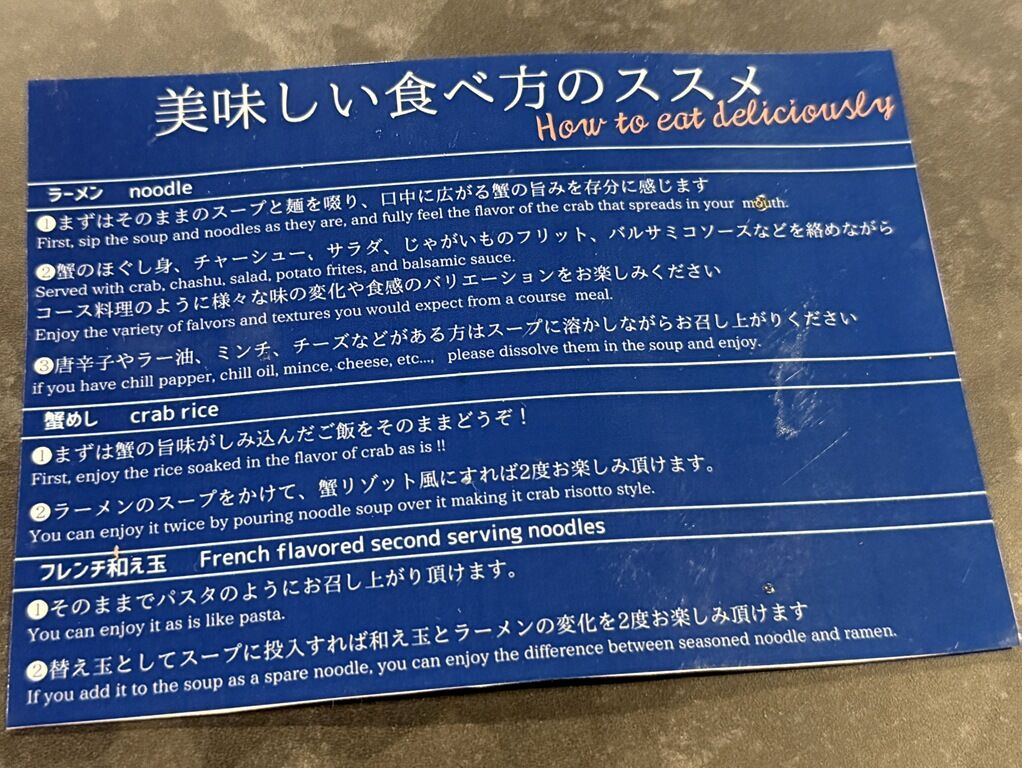 美味しい食べ方のススメ
How to eat deliciously
ラーメン noodle
❶まずはそのままのスープと麺を啜り、口中に広がる蟹の旨みを存分に感じます
First, sip the soup and noodles as they are, and fully feel the flavor of the crab that spreads in your mouth.
❷蟹のほぐし身、チャーシュー、サラダ、じゃがいものフリット、バルサミコソースなどを絡めながら
Served with crab, chashu, salad, potato frites, and balsamic sauce.
コース料理のように様々な味の変化や食感のバリエーションをお楽しみください
Enjoy the variety of falvors and textures you would expect from a course meal.
❸唐辛子やラー油、ミンチ、チーズなどがある方はスープに溶かしながらお召し上がりください
if you have chill papper, chill oil, mince, cheese, etc..., please dissolve them in the soup and enjoy.
蟹めし crab rice
❶まずは蟹の旨味がしみ込んだご飯をそのままどうぞ！
First, enjoy the rice soaked in the flavor of crab as is !!
❷ラーメンのスープをかけて、蟹リゾット風にすれば2度お楽しみ頂けます。
You can enjoy it twice by pouring noodle soup over it making it crab risotto style.
フレンチ和え玉 French flavored second serving noodles
❶そのままでパスタのようにお召し上がり頂けます。
You can enjoy it as is like pasta.
❷替え玉としてスープに投入すれば和え玉とラーメンの変化を2度お楽しみ頂けます
If you add it to the soup as a spare noodle, you can enjoy the difference between seasoned noodle and ramen.